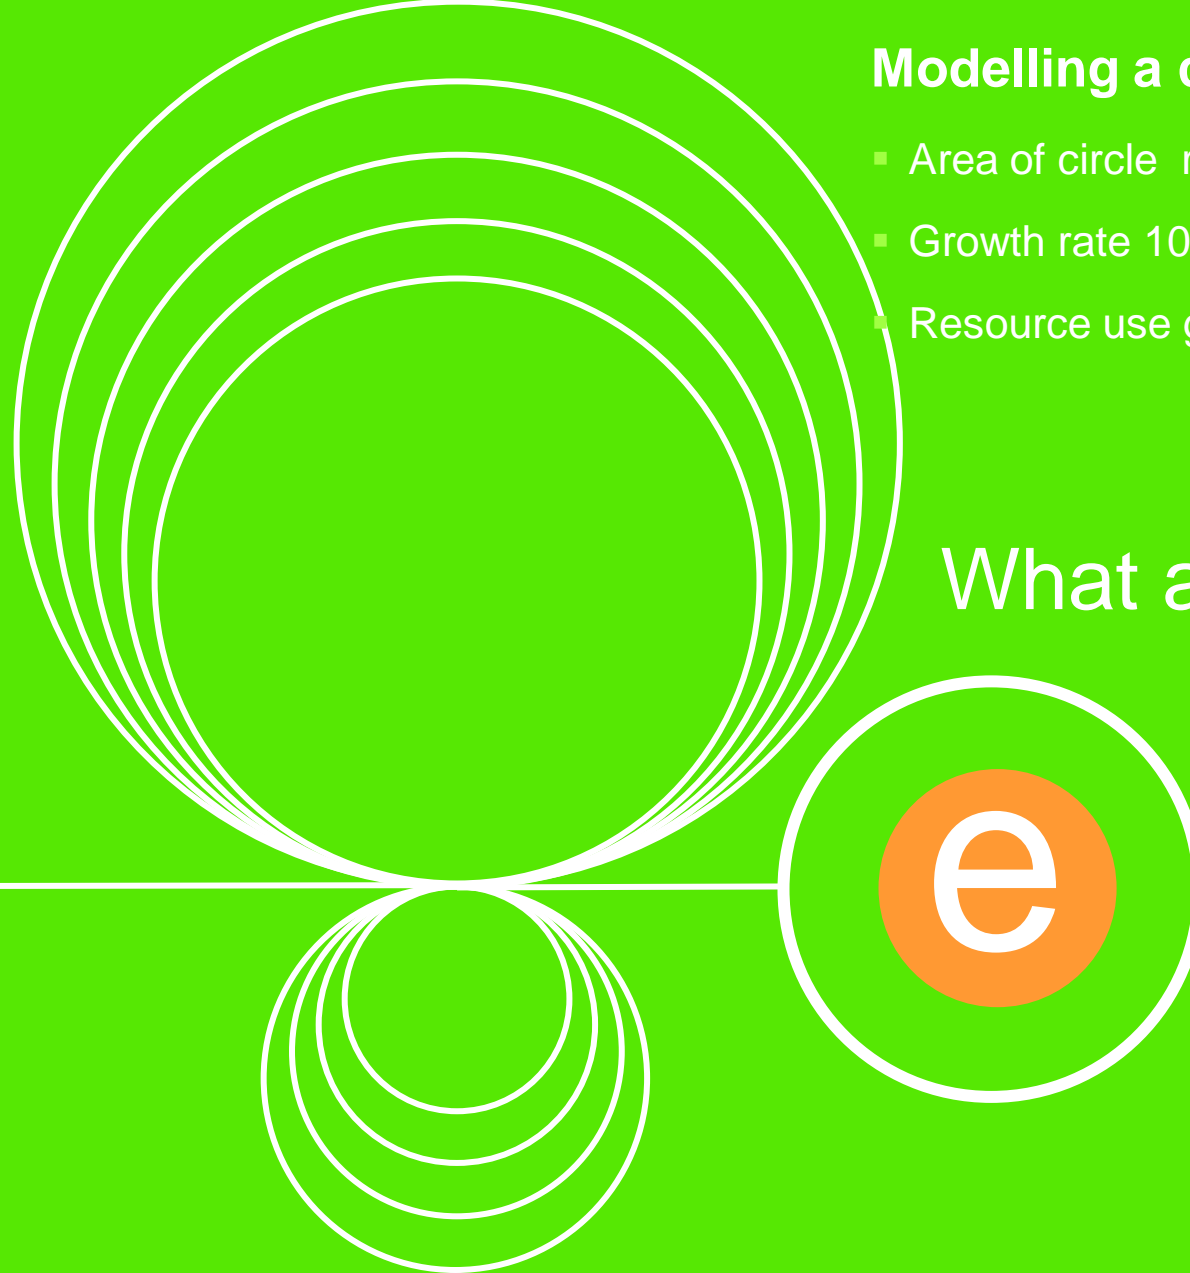 Modelling a
Area of circle
Growth rate 10
Resource use
What
e